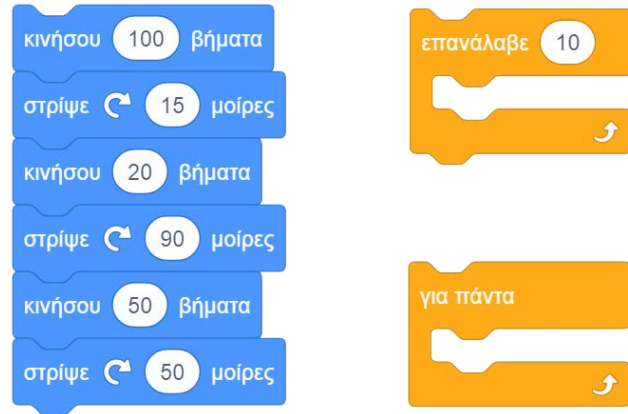 κινήσου 100 βήματα
στρίψε 15 μοίρες
κινήσου 20 βήματα
στρίψε 90 μοίρες
κινήσου 50 βήματα
στρίψε 50 μοίρες
επανάλαβε 10
για πάντα